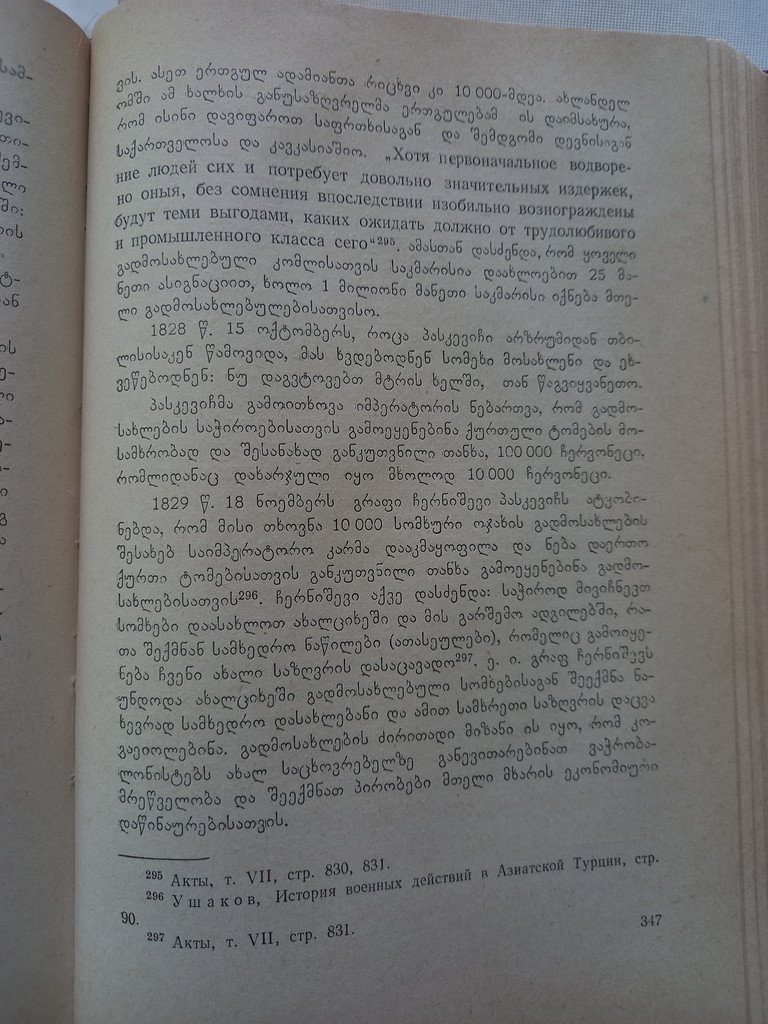 ვის. ასეთ ერთგულ ადამიანთა რიცხვი კი 10 000-მდეა. ახლანდელ
ომში ამ ხალხის განუსაზღვრელმა ერთგულებამ ის დაიმსახურა,
რომ ისინი დავიფაროთ საფრთხისაგან და შემდგომი დევნისაგან
საქართველოსა და კავკასიაშიო. „Хотя первоначальное водворе-
ние людей сих и потребует довольно значительных издержек,
но оныя, без сомнения впоследствии изобильно вознограждены
будут теми выгодами, каких ожидать должно от трудолюбивого
и промышленного класса сего“295. ამასთან დასძენდა, რომ ყოველი
გადმოსახლებული კომლისათვის საკმარისია დაახლოებით 25 მა-
ნეთი ასიგნაციით, ხოლო 1 მილიონი მანეთი საკმარისი იქნება მთე-
ლი გადმოსახლებულებისათვისო.
1828 წ. 15 ოქტომბერს, როცა პასკევიჩი არზრუმიდან თბი-
ლისისაკენ წამოვიდა, მას ხვდებოდნენ სომეხი მოსახლენი და ეხ-
ვეწებოდნენ: ნუ დაგვტოვებთ მტრის ხელში, თან წაგვიყვანეთო.
პასკევიჩმა გამოითხოვა იმპერატორის ნებართვა, რომ გადმო-
სახლების საჭიროებისათვის გამოეყენებინა ქურთული ტომების მო-
სამხრობად და შესანახად განკუთვნილი თანხა, 100 000 ჩერვონეცი,
რომლიდანაც დახარჯული იყო მხოლოდ 10 000 ჩერვონეცი.
1829 წ. 18 ნოემბერს გრაფი ჩერნიშევი პასკევიჩს ატყობი-
ნებდა, რომ მისი თხოვნა 10 000 სომხური ოჯახის გადმოსახლების
შესახებ საიმპერატორო კარმა დააკმაყოფილა და ნება დაერთო
ქურთი ტომებისათვის განკუთვნილი თანხა გამოეყენებინა გადმო-
სახლებისათვის296. ჩერნიშევი აქვე დასძენდა: საჭიროდ მივიჩნევთ
სომხები დაასახლოთ ახალციხეში და მის გარშემო ადგილებში, რა-
თა შექმნან სამხედრო ნაწილები (ათასეულები), რომელიც გამოიყე-
ნება ჩვენი ახალი საზღვრის დასაცავადო297. ე. ი. გრაფ ჩერნიშევს
უნდოდა ახალციხეში გადმოსახლებული სომხებისაგან შეექმნა ნა-
ხევრად სამხედრო დასახლებანი და ამით სამხრეთი საზღვრის დაცვა
გაეიოლებინა. გადმოსახლების ძირითადი მიზანი ის იყო, რომ კო-
ლონისტებს ახალ საცხოვრებელზე განევითარებინათ ვაჭრობა-
მრეწველობა და შეექმნათ პირობები მთელი მხარის ეკონომიური
დაწინაურებისათვის.
295 Акты, т. VII, стр. 830, 831.
296 Ушаков, История военных действий в Азиатской Турции, стр.
90.
297 Акты, т. VII, стр. 831.
347